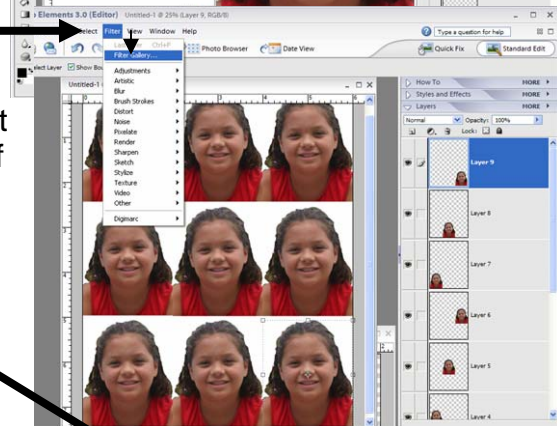 Elements 3.0 (Editor) Untitled-1 @ 25% (Layer 9, RGB/8)
Select Filter View Window Help
Type a question for help
Photo Browser Date View Quick Fix Standard Edit
Filter Gallery...
Adjustments
Artistic
Blur
Brush Strokes
Distort
Noise
Pixelate
Render
Sharpen
Sketch
Stylize
Texture
Video
Other
Digimarc
Untitled-1
t
f
How To MORE
Styles and Effects MORE
Layers MORE
Normal Opacity: 100%
Lock:
Layer 9
Layer 8
Layer 7
Layer 6
Layer 5
Layer 4